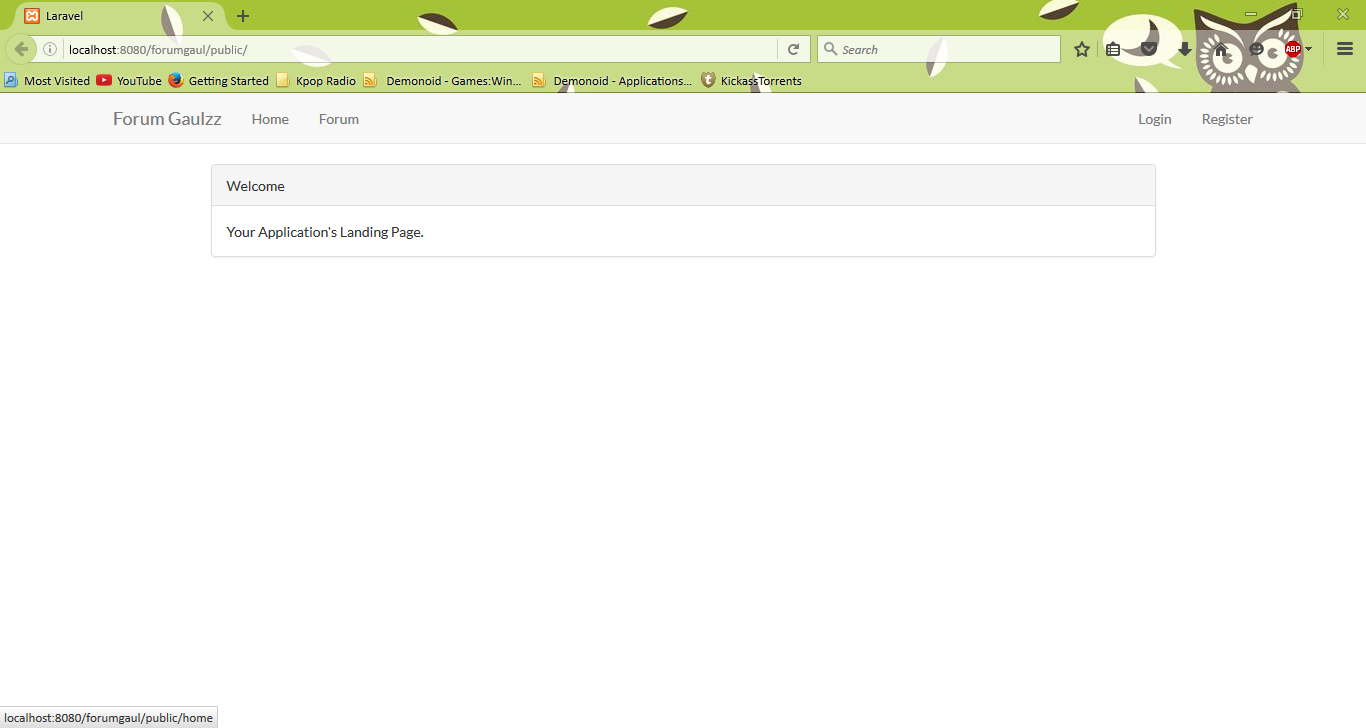 Laravel
localhost:8080/forumgaul/public/ Search ABP
Most Visited YouTube Getting Started Kpop Radio Demonoid - Games:Win... Demonoid - Applications... KickassTorrents
Forum Gaulzz Home Forum Login Register
Welcome
Your Application's Landing Page.
localhost:8080/forumgaul/public/home